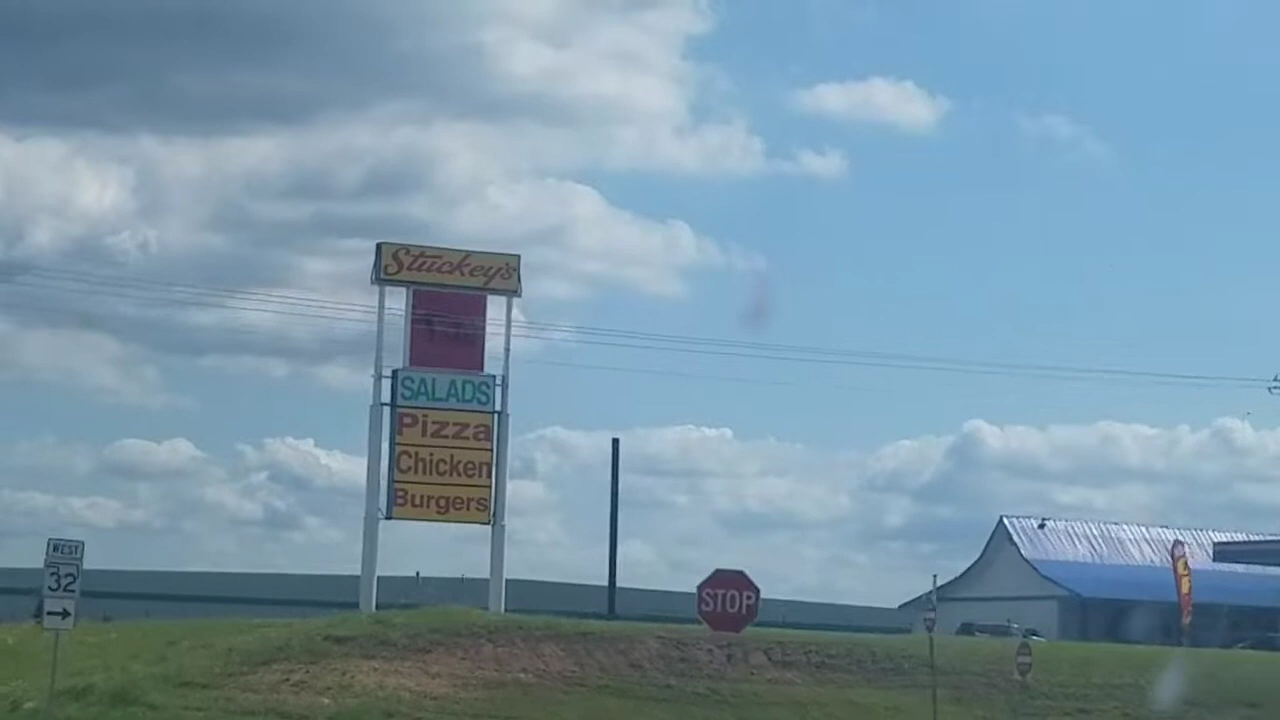 Stuckey's
SALADS
Pizza
Chicken
Burgers
WEST
32
STOP